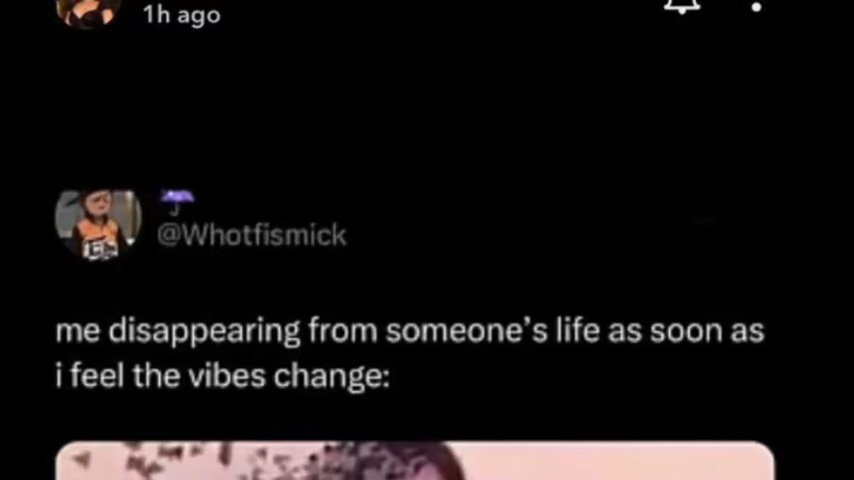 1h ago
@Whotfismick
me disappearing from someone’s life as soon as
i feel the vibes change: